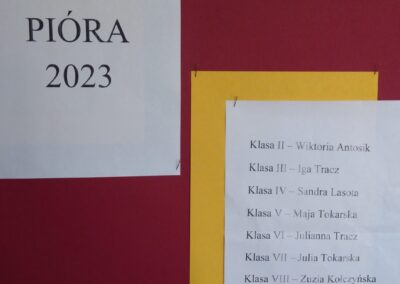 PIÓRA
2023
Klasa II – Wiktoria Antosik
Klasa III – Iga Tracz
Klasa IV – Sandra Lasota
Klasa V – Maja Tokarska
Klasa VI – Julianna Tracz
Klasa VII – Julia Tokarska
Klasa VIII – Zuzia Kołczyńska